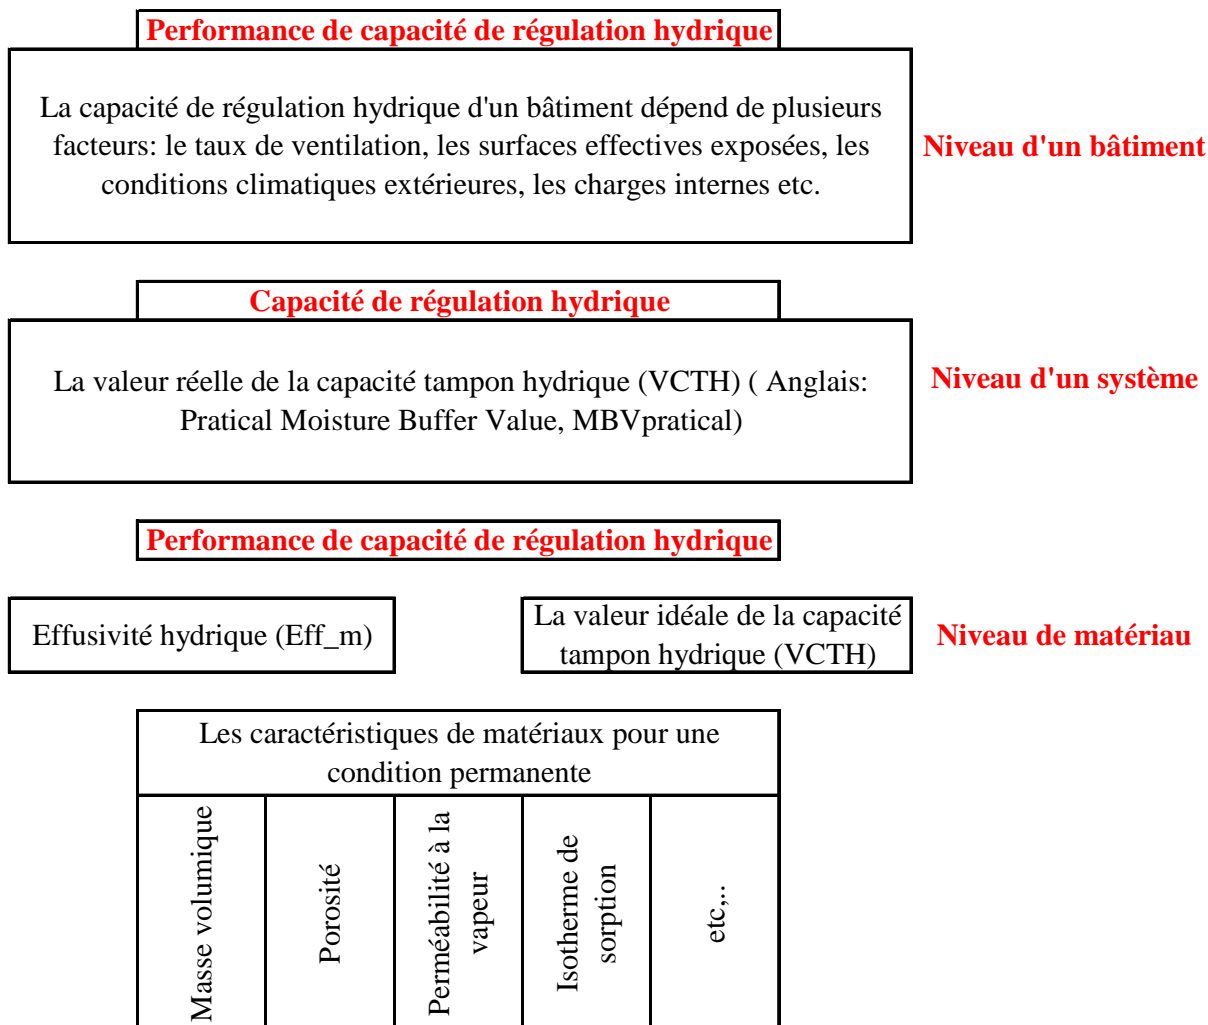 Performance de capacité de régulation hydrique
La capacité de régulation hydrique d'un bâtiment dépend de plusieurs
facteurs: le taux de ventilation, les surfaces effectives exposées, les
conditions climatiques extérieures, les charges internes etc.
Niveau d'un bâtiment
Capacité de régulation hydrique
La valeur réelle de la capacité tampon hydrique (VCTH) ( Anglais:
Pratical Moisture Buffer Value, MBVpratical)
Niveau d'un système
Performance de capacité de régulation hydrique
Effusivité hydrique (Eff_m)
La valeur idéale de la capacité
tampon hydrique (VCTH)
Niveau de matériau
Les caractéristiques de matériaux pour une
condition permanente
Masse volumique
Porosité
Perméabilité à la
vapeur
Isotherme de
sorption
etc,..